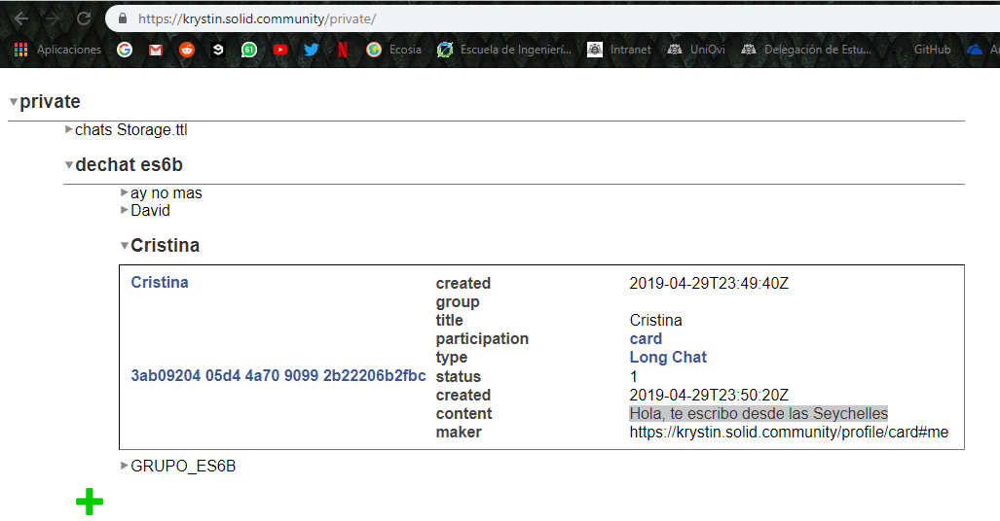 https://krystin.solid.community/private/
Aplicaciones 61 Ecosia Escuela de Ingenierí... Intranet UniOvi Delegación de Estu... GitHub
private
chats Storage.ttl
dechat es6b
ay no mas
David
Cristina
Cristina created 2019-04-29T23:49:40Z
group
title Cristina
participation card
type Long Chat
3ab09204 05d4 4a70 9099 2b22206b2fbc status 1
created 2019-04-29T23:50:20Z
content Hola, te escribo desde las Seychelles
maker https://krystin.solid.community/profile/card#me
GRUPO_ES6B